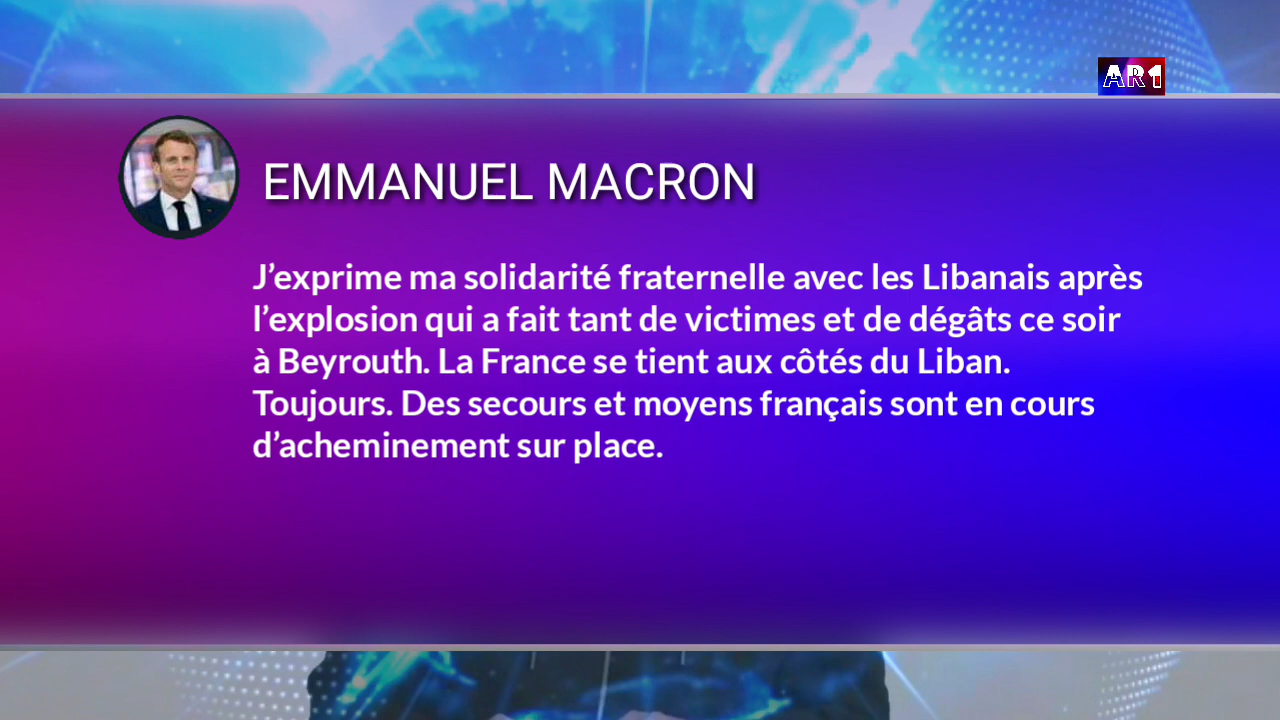 AR1
EMMANUEL MACRON
J’exprime ma solidarité fraternelle avec les Libanais après
l’explosion qui a fait tant de victimes et de dégâts ce soir
à Beyrouth. La France se tient aux côtés du Liban.
Toujours. Des secours et moyens français sont en cours
d’acheminement sur place.